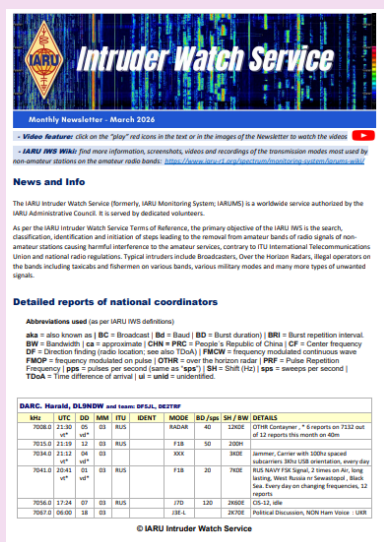 IARU
Intruder Watch Service
Monthly Newsletter - March 2026
- Video feature: click on the "play" red icons in the text or in the images of the Newsletter to watch the videos
- IARU IWS Wiki: find more information, screenshots, videos and recordings of the transmission modes most used by
non-amateur stations on the amateur radio bands: https://www.iaru-r1.org/spectrum/monitoring-system/iarums-wiki/
News and Info
The IARU Intruder Watch Service (formerly, IARU Monitoring System; IARUMS) is a worldwide service authorized by the
IARU Administrative Council. It is served by dedicated volunteers.
As per the IARU Intruder Watch Service Terms of Reference, the primary objective of the IARU IWS is the search,
classification, identification and initiation of steps leading to the removal from amateur bands of radio signals of non-
amateur stations causing harmful interference to the amateur services, contrary to ITU International Telecommunications
Union and national radio regulations. Typical intruders include Broadcasters, Over the Horizon Radars, illegal operators on
the bands including taxicabs and fishermen on various bands, various military modes and many more types of unwanted
signals.
Detailed reports of national coordinators
Abbreviations used (as per IARU IWS definitions)
aka = also known as | BC = Broadcast | Bd = Baud | BD = Burst duration) | BRI = Burst repetition interval.
BW = Bandwidth | ca = approximate | CHN = PRC = People's Republic of China | CF = Center frequency
DF = Direction finding (radio location; see also TDoA) | FMCW = frequency modulated continuous wave
FMOP = frequency modulated on pulse | OTHR = over the horizon radar | PRF = Pulse Repetition
Frequency | pps = pulses per second (same as "sps") | SH = Shift (Hz) | sps = sweeps per second |
TDoA = Time difference of arrival | ui = unid = unidentified.
DARC. Harald, DL9NDW and team: DF5JL, DE2TRF
kHz UTC DD MM ITU IDENT MODE BD/sps SH / BW DETAILS
7008.0 21:30 05 03 RUS RADAR 40 12K0E OTHR Contayner , * 6 reports on 7132 out
vt* vd* of 12 reports this month on 40m
7015.0 21:19 12 03 RUS F1B 50 200H
7034.0 21:12 04 03 XXX 3K0E Jammer, Carrier with 100hz spaced
vt* vd* subcarriers 3Khz USB orientation, every day
7041.0 20:41 01 03 RUS F1B 20 7K0E RUS NAVY FSK Signal, 2 times on Air, long
vt* vd* lasting, West Russia nr Sewastopol , Black
Sea. Every day on changing frequencies, 12
reports
7056.0 17:24 07 03 RUS J7D 120 2K60E CIS-12, idle
7067.0 06:00 18 03 J3E-L 2K70E Political Discussion, NON Ham Voice : UKR
© IARU Intruder Watch Service